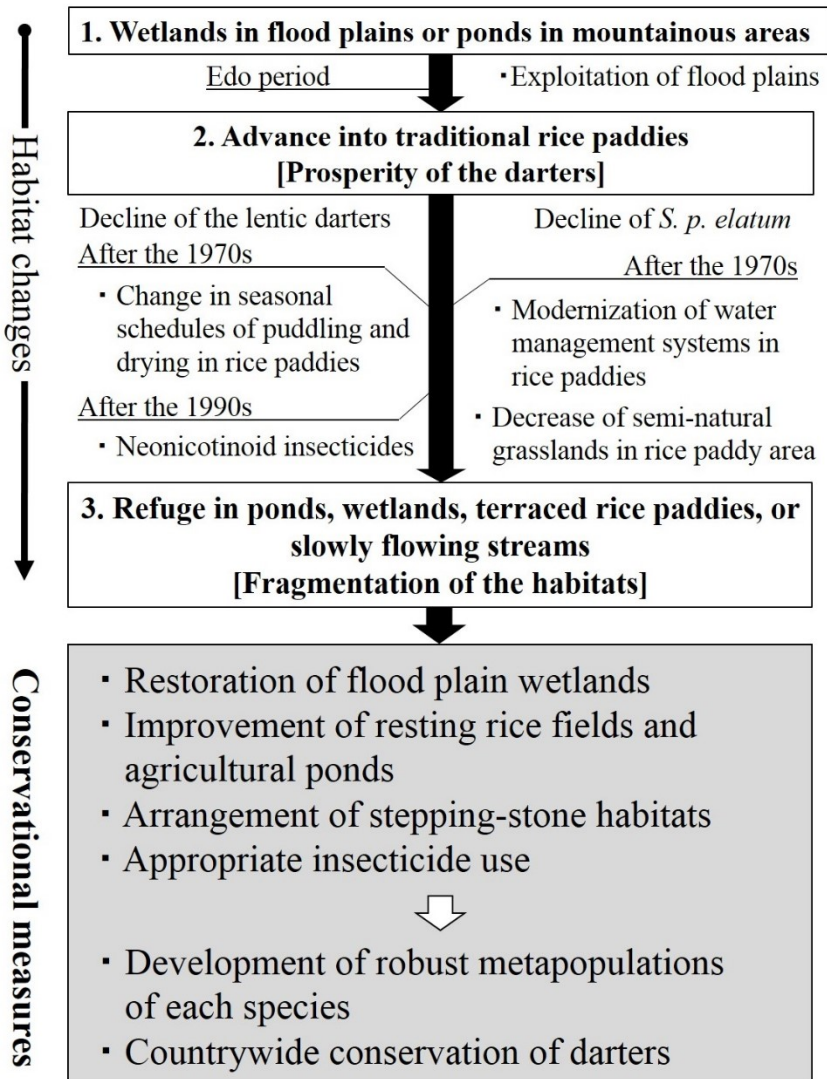 1. Wetlands in flood plains or ponds in mountainous areas
Edo period
・Exploitation of flood plains
2. Advance into traditional rice paddies
[Prosperity of the darters]
Decline of the lentic darters
After the 1970s
・Change in seasonal
schedules of puddling and
drying in rice paddies
After the 1990s
・Neonicotinoid insecticides
Decline of S. p. elatum
After the 1970s
・Modernization of water
management systems in
rice paddies
・Decrease of semi-natural
grasslands in rice paddy area
3. Refuge in ponds, wetlands, terraced rice paddies, or
slowly flowing streams
[Fragmentation of the habitats]
Habitat changes
Conservational measures
・Restoration of flood plain wetlands
・Improvement of resting rice fields and
agricultural ponds
・Arrangement of stepping-stone habitats
・Appropriate insecticide use
・Development of robust metapopulations
of each species
・Countrywide conservation of darters